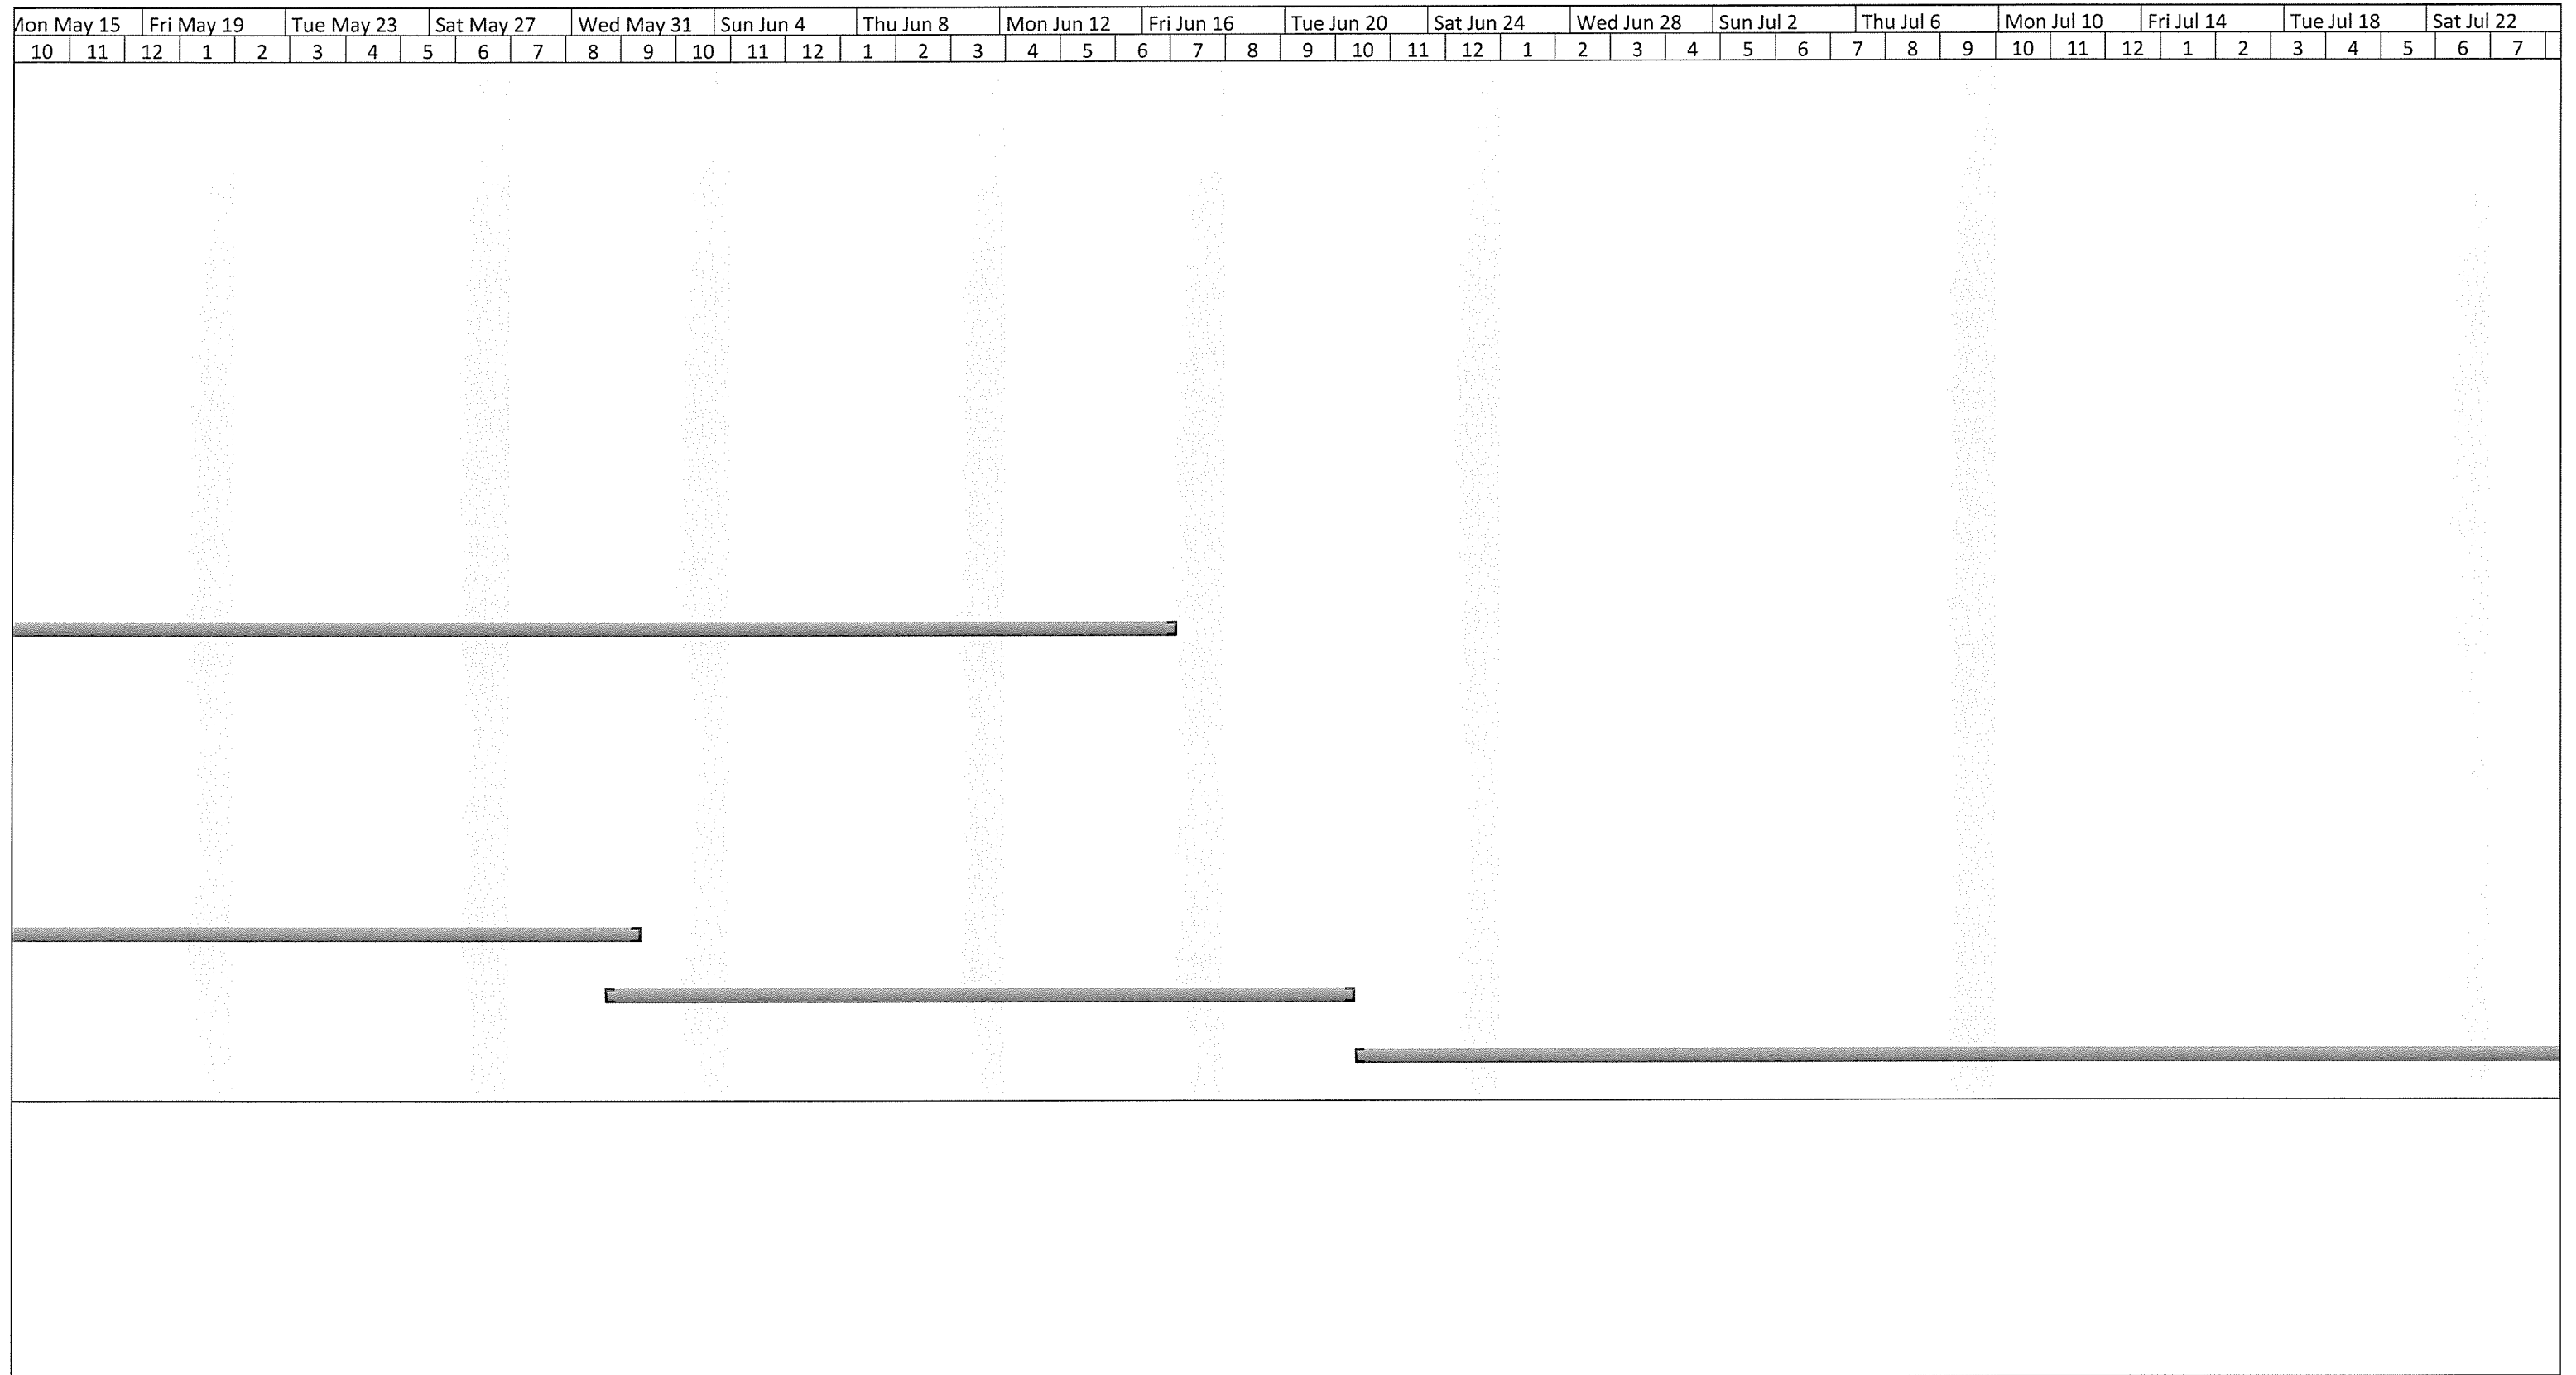 Mon May 15 Fri May 19 Tue May 23 Sat May 27 Wed May 31 Sun Jun 4 Thu Jun 8 Mon Jun 12 Fri Jun 16 Tue Jun 20 Sat Jun 24 Wed Jun 28 Sun Jul 2 Thu Jul 6 Mon Jul 10 Fri Jul 14 Tue Jul 18 Sat Jul 22
10 11 12 1 2 3 4 5 6 7 8 9 10 11 12 1 2 3 4 5 6 7 8 9 10 11 12 1 2 3 4 5 6 7 8 9 10 11 12 1 2 3 4 5 6 7